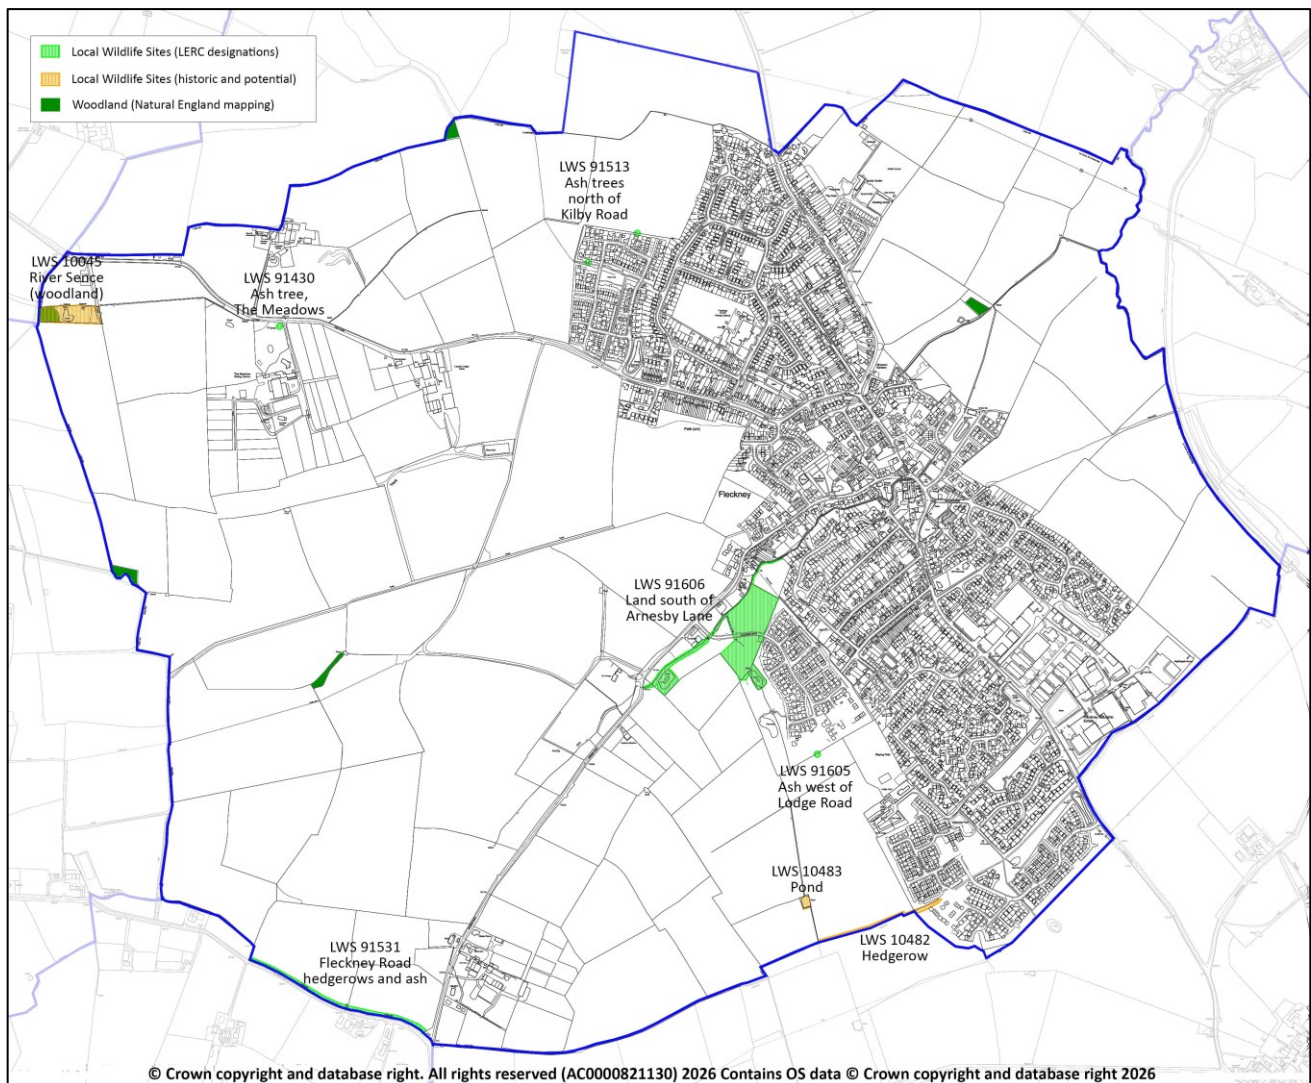 Local Wildlife Sites (LERC designations)
Local Wildlife Sites (historic and potential)
Woodland (Natural England mapping)
LWS 91513
Ash trees
north of
Kilby Road
LWS 10045
River Sence
(woodland)
LWS 91430
Ash tree,
The Meadows
Fleckney
LWS 91606
Land south of
Arnesby Lane
LWS 91605
Ash west of
Lodge Road
LWS 10483
Pond
LWS 10482
Hedgerow
LWS 91531
Fleckney Road
hedgerows and ash
© Crown copyright and database right. All rights reserved (AC0000821130) 2026 Contains OS data © Crown copyright and database right 2026